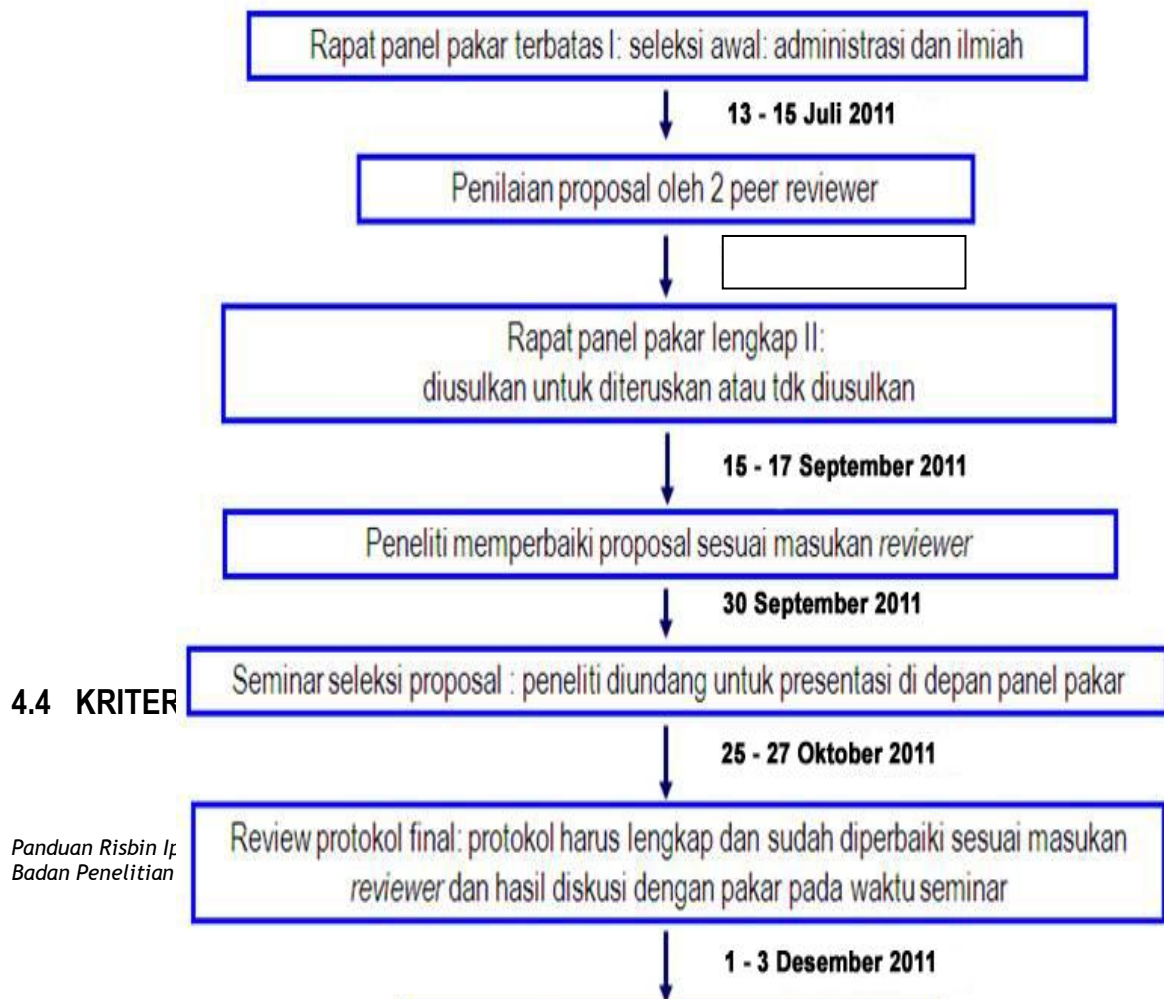 Rapat panel pakar terbatas I: seleksi awal: administrasi dan ilmiah
13 - 15 Juli 2011
Penilaian proposal oleh 2 peer reviewer
Rapat panel pakar lengkap II:
diusulkan untuk diteruskan atau tdk diusulkan
15 - 17 September 2011
Peneliti memperbaiki proposal sesuai masukan reviewer
30 September 2011
Seminar seleksi proposal : peneliti diundang untuk presentasi di depan panel pakar
4.4 KRITER
25 - 27 Oktober 2011
Review protokol final: protokol harus lengkap dan sudah diperbaiki sesuai masukan
reviewer dan hasil diskusi dengan pakar pada waktu seminar
Panduan Risbin Ip
Badan Penelitian
1 - 3 Desember 2011